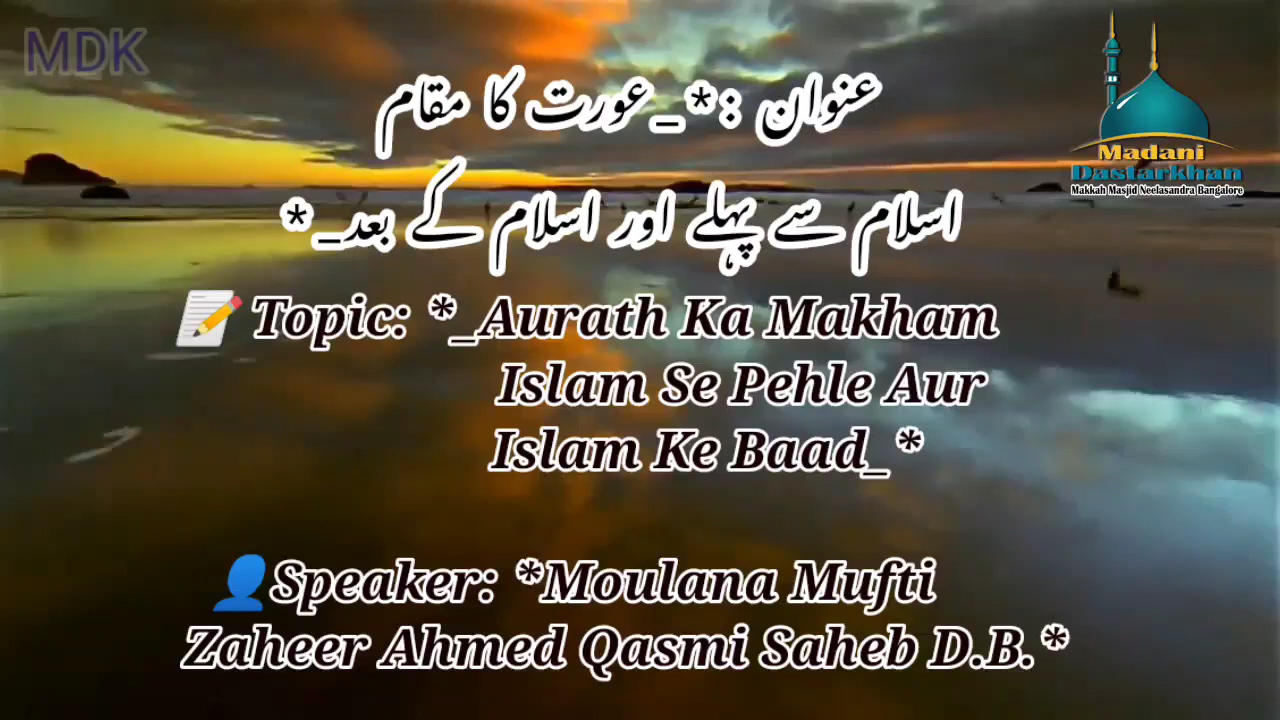 MDK
عنوان :*_عورت کا مقام
اسلام سے پہلے اور اسلام کے بعد_*
Madani
Dastarkhan
Makkah Masjid Neelasandra Bangalore
📝 Topic: *_Aurath Ka Makham
Islam Se Pehle Aur
Islam Ke Baad_*
👤Speaker: *Moulana Mufti
Zaheer Ahmed Qasmi Saheb D.B.*